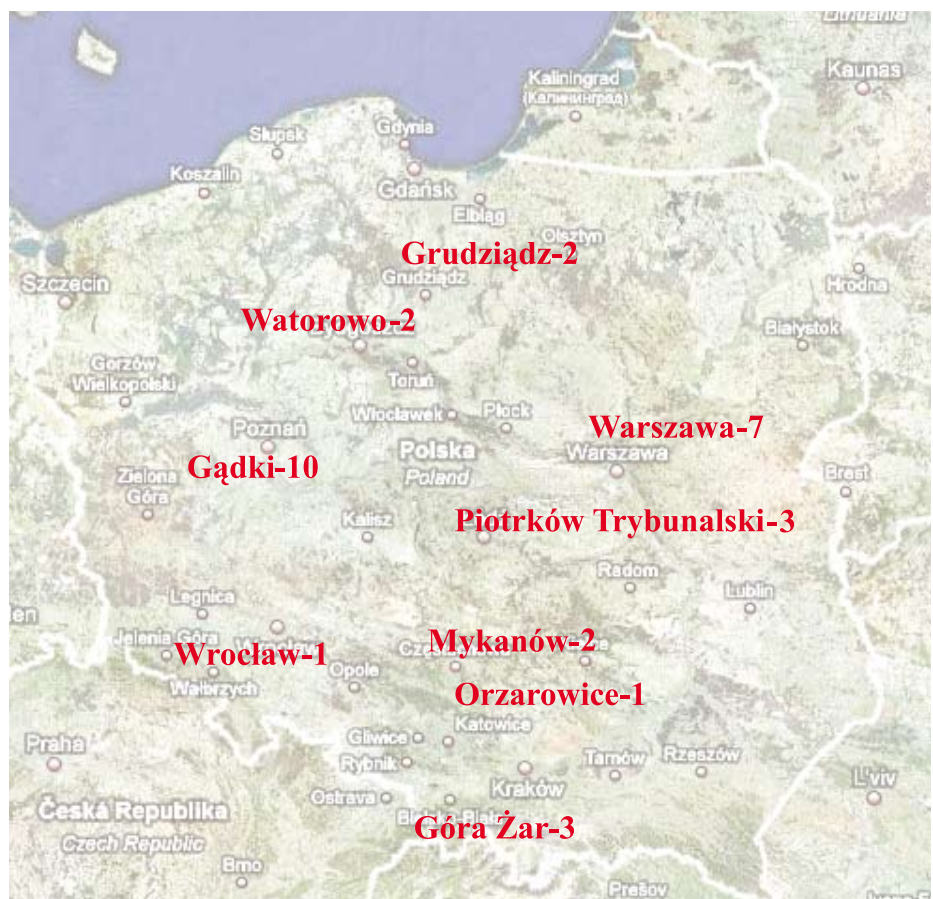 Lithuania
Kaliningrad
(Калининград)
Kaunas
Gdynia
Słupsk
Koszalin
Gdańsk
Elbląg
Olsztyn
Grudziądz-2
Grudziądz
Szczecin
Hrodna
Watorowo-2
Białystok
Gorzów
Wielkopolski
Toruń
Włocławek
Płock
Poznań
Warszawa-7
Polska
Warszawa
Gądki-10
Poland
Zielona
Góra
Brest
Kalisz
Piotrków Trybunalski-3
Radom
Lublin
Legnica
Jelenia Góra
Mykanów-2
Wrocław-1
Opole
Wałbrzych
Orzarowice-1
Katowice
Gliwice
Praha
Rybnik
Tarnów
Rzeszów
L'viv
Ostrava
Kraków
Česká Republika
Góra Żar-3
Czech Republic
Brno
Prešov